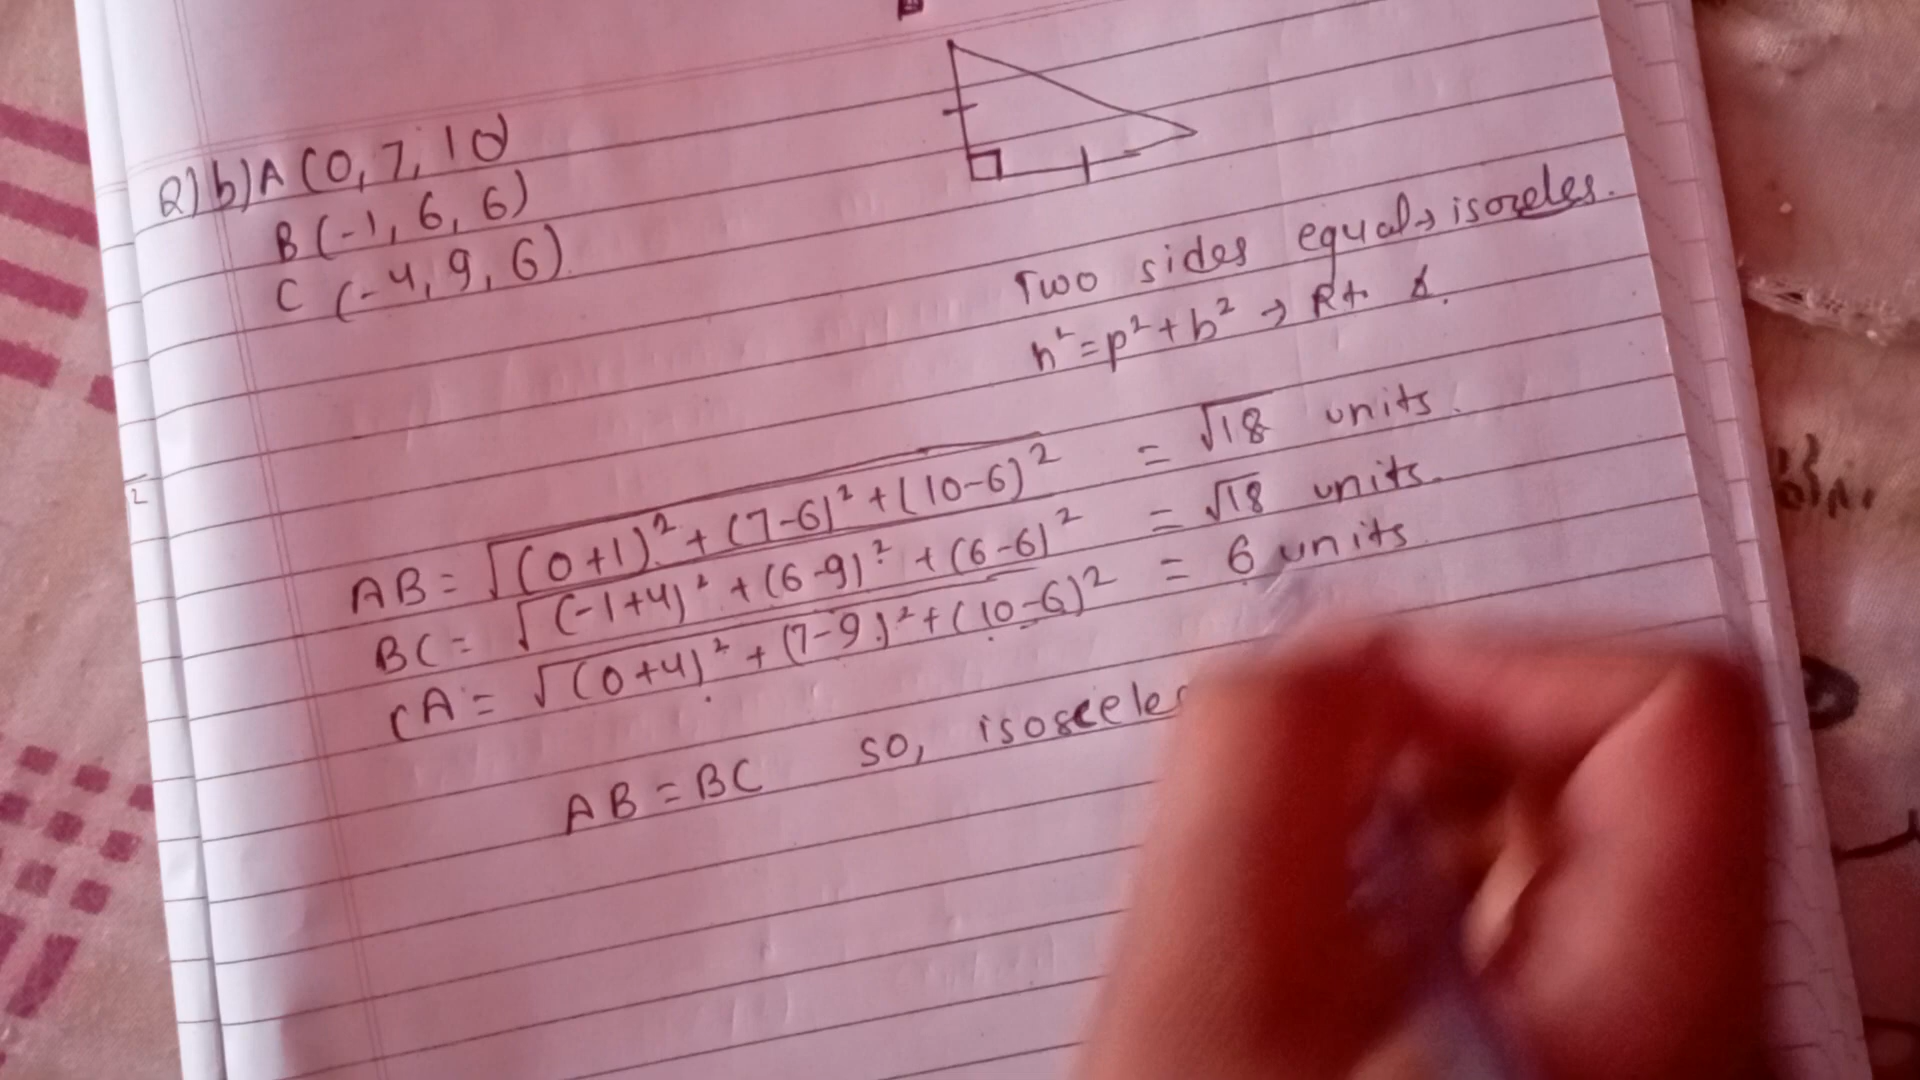 2) b) A (0, 7, 10)
B (-1, 6, 6)
C (-4, 9, 6)
Two sides equal → isoceles.
h² = p² + b² → Rt ∡.
AB = √(0+1)² + (7-6)² + (10-6)² = √18 units.
BC = √(-1+4)² + (6-9)² + (6-6)² = √18 units.
CA = √(0+4)² + (7-9)² + (10-6)² = 6 units
AB = BC so, isosceles